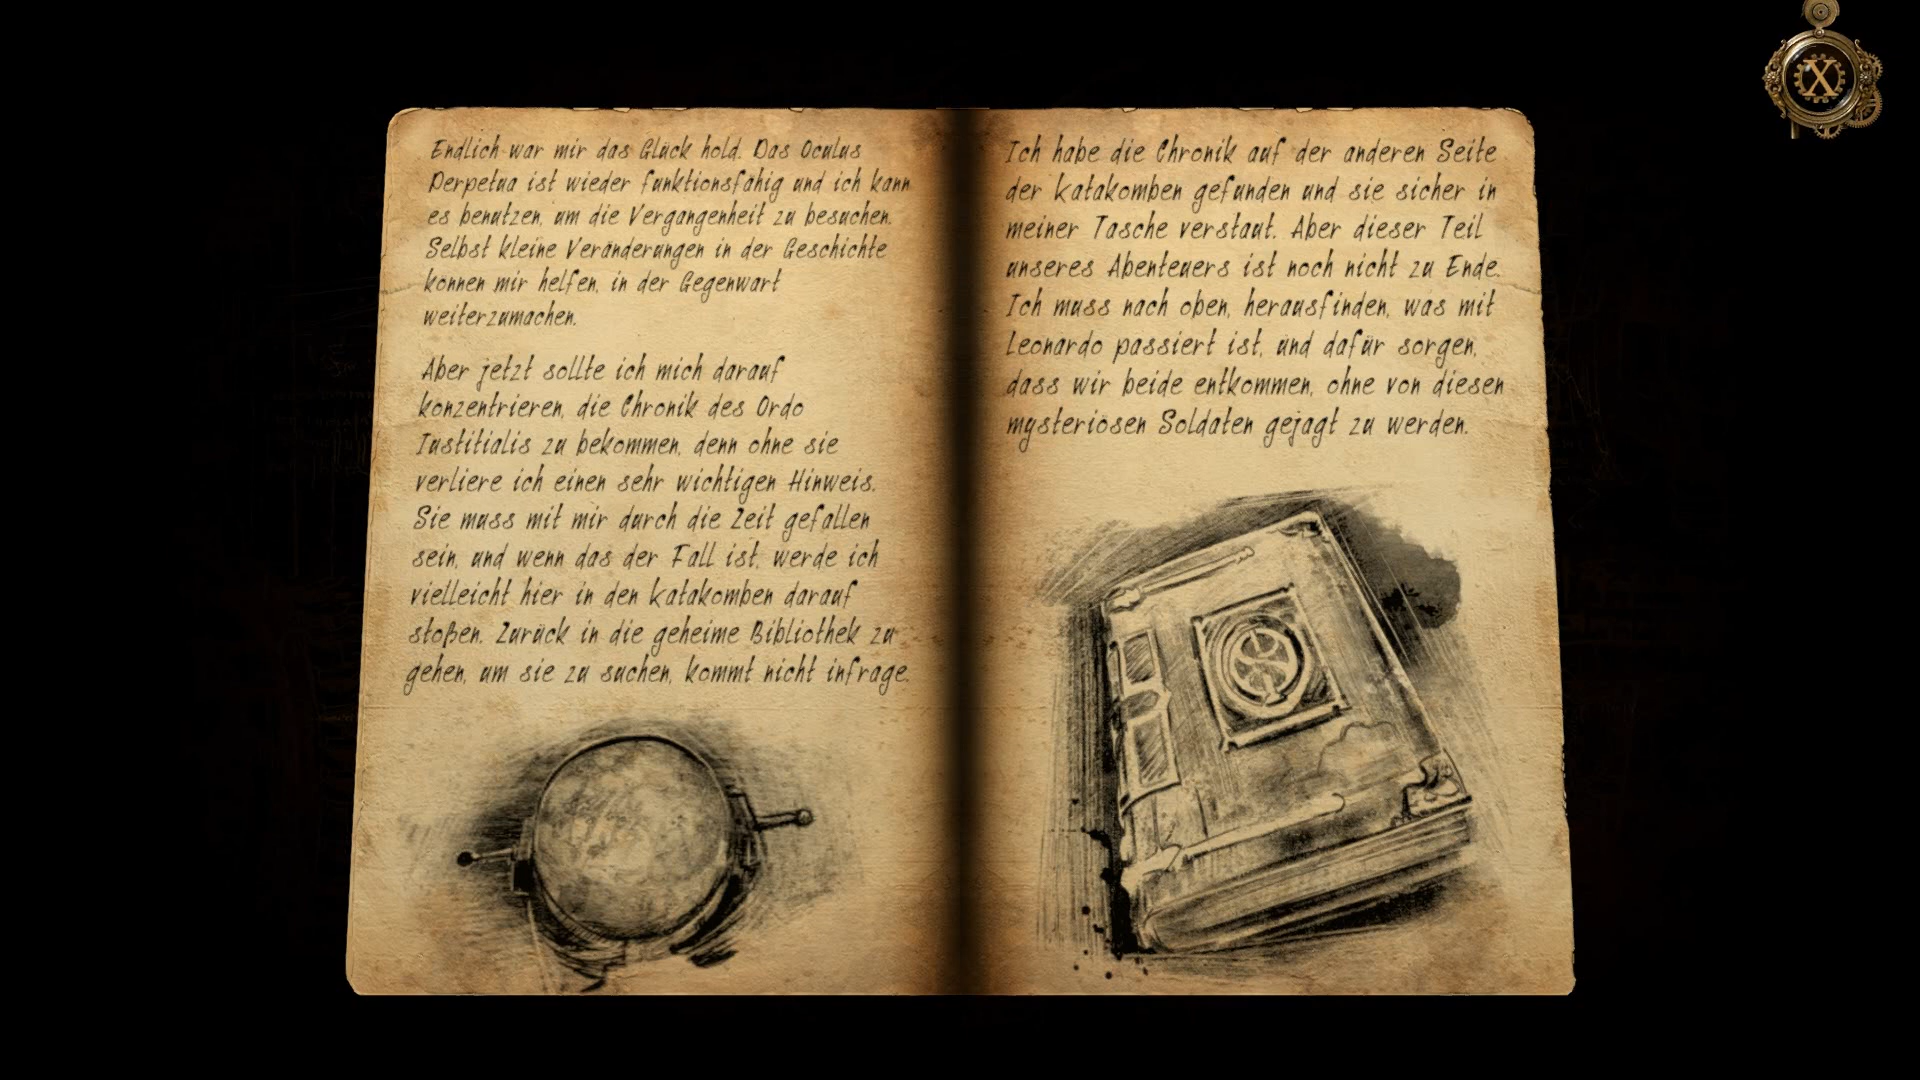 Endlich war mir das Glück hold. Das Oculus
Perpetua ist wieder funktionsfähig und ich kann
es benutzen, um die Vergangenheit zu besuchen.
Selbst kleine Veränderungen in der Geschichte
können mir helfen, in der Gegenwart
weiterzumachen.
Aber jetzt sollte ich mich darauf
konzentrieren, die Chronik des Ordo
Iustitialis zu bekommen, denn ohne sie
verliere ich einen sehr wichtigen Hinweis.
Sie muss mit mir durch die Zeit gefallen
sein, und wenn das der Fall ist, werde ich
vielleicht hier in den Katakomben darauf
stoßen. Zurück in die geheime Bibliothek zu
gehen, um sie zu suchen, kommt nicht infrage.
Ich habe die Chronik auf der anderen Seite
der Katakomben gefunden und sie sicher in
meiner Tasche verstaut. Aber dieser Teil
unseres Abenteuers ist noch nicht zu Ende.
Ich muss nach oben, herausfinden, was mit
Leonardo passiert ist, und dafür sorgen,
dass wir beide entkommen, ohne von diesen
mysteriösen Soldaten gejagt zu werden.